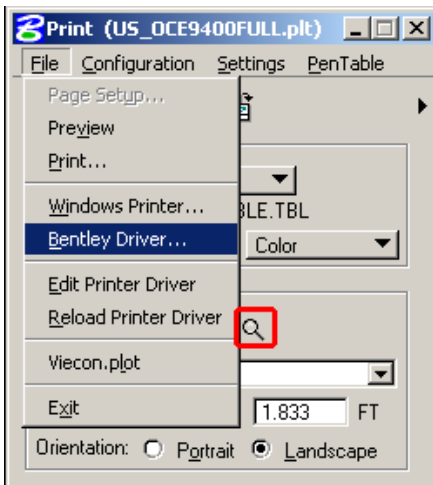 Print (US_OCE9400FULL.plt)
File Configuration Settings PenTable
Page Setup...
Preview
Print...
Windows Printer...
BLE.TBL
Bentley Driver...
Color
Edit Printer Driver
Reload Printer Driver
Viecon.plot
Exit
1.833 FT
Orientation: Portrait Landscape